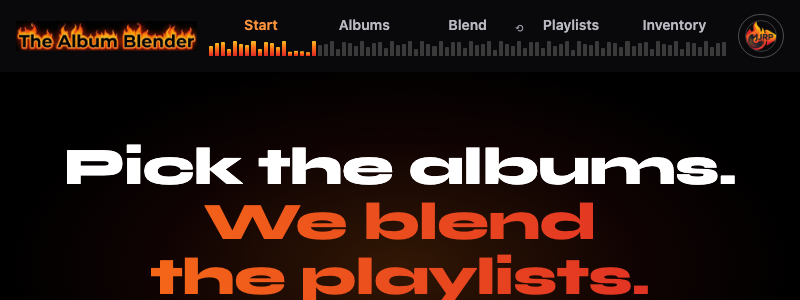 The Album Blender
Start
Albums
Blend
Playlists
Inventory
Pick the albums.
We blend
the playlists.